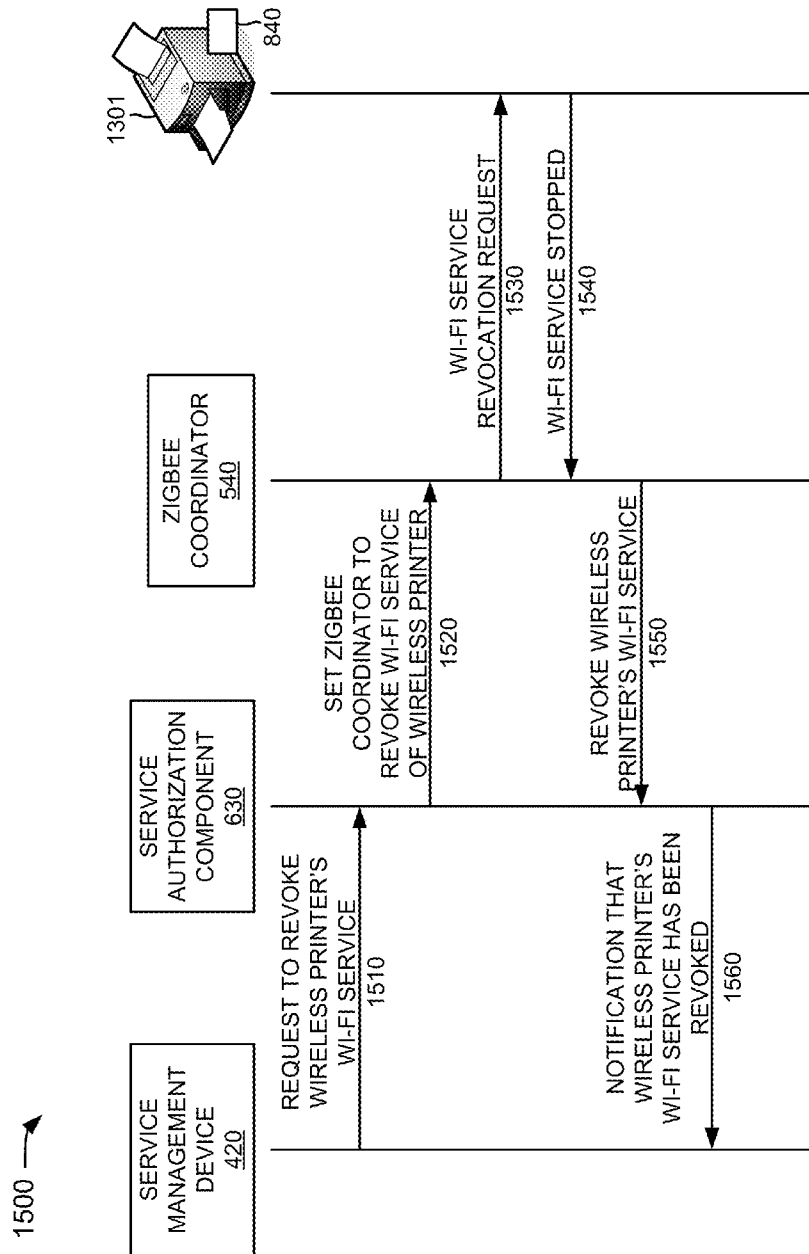 1500
SERVICE
MANAGEMENT
DEVICE
420
SERVICE
AUTHORIZATION
COMPONENT
630
ZIGBEE
COORDINATOR
540
1301
840
REQUEST TO REVOKE
WIRELESS PRINTER'S
WI-FI SERVICE
1510
SET ZIGBEE
COORDINATOR TO
REVOKE WI-FI SERVICE
OF WIRELESS PRINTER
1520
WI-FI SERVICE
REVOCATION REQUEST
1530
WI-FI SERVICE STOPPED
1540
REVOKE WIRELESS
PRINTER'S WI-FI SERVICE
1550
NOTIFICATION THAT
WIRELESS PRINTER'S
WI-FI SERVICE HAS BEEN
REVOKED
1560